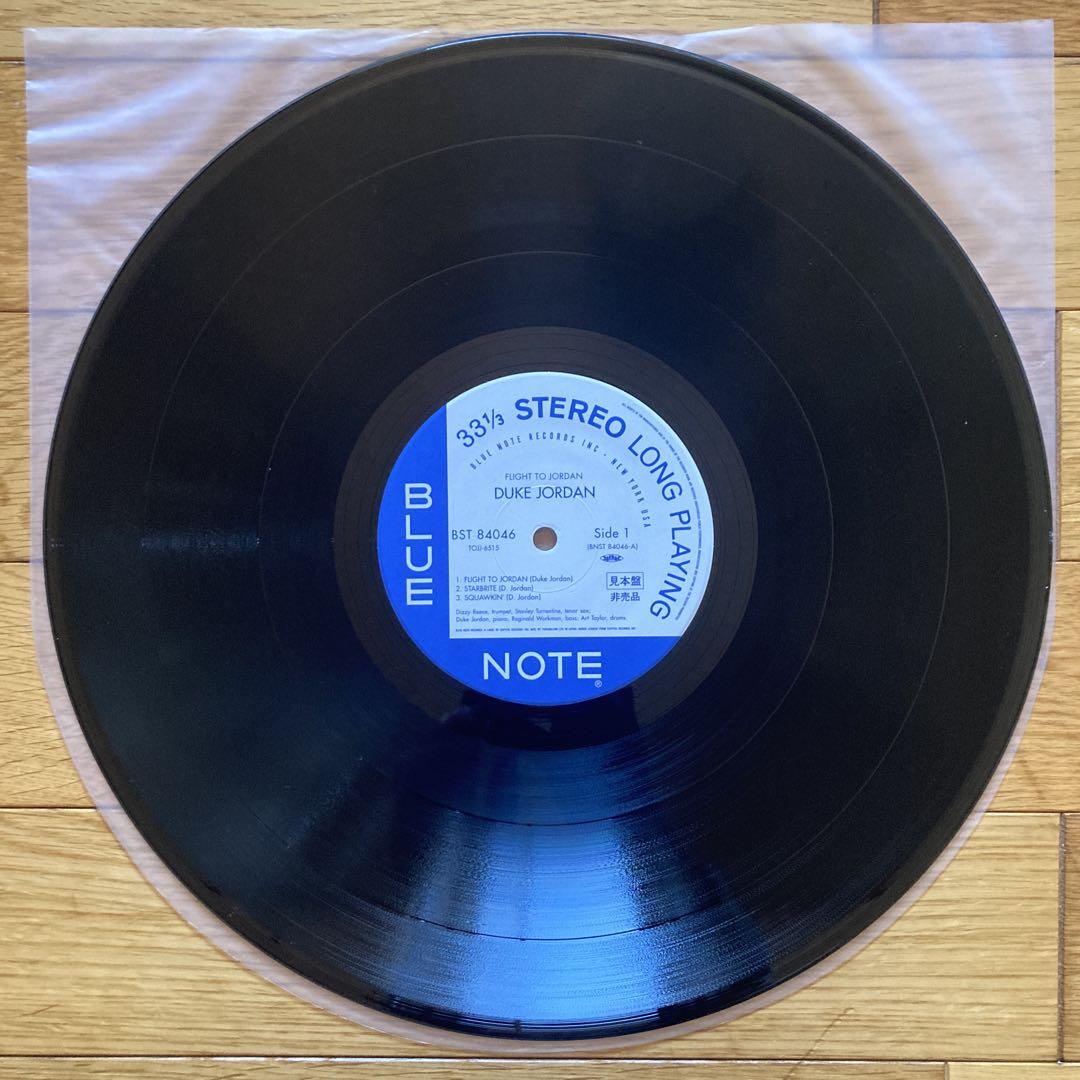 33 1/3 STEREO LONG PLAYING
BLUE NOTE RECORDS INC · NEW YORK USA
FLIGHT TO JORDAN
DUKE JORDAN
BST 84046
TOJJ-6515
Side 1
(BNST 84046-A)
1. FLIGHT TO JORDAN (Duke Jordan)
2. STARBRITE (D. Jordan)
3. SQUAWKIN' (D. Jordan)
見本盤
非売品
Dizzy Reece, trumpet, Stanley Turrentine, tenor sax;
Duke Jordan, piano, Reginald Workman, bass; Art Taylor, drums.
BLUE
NOTE
®